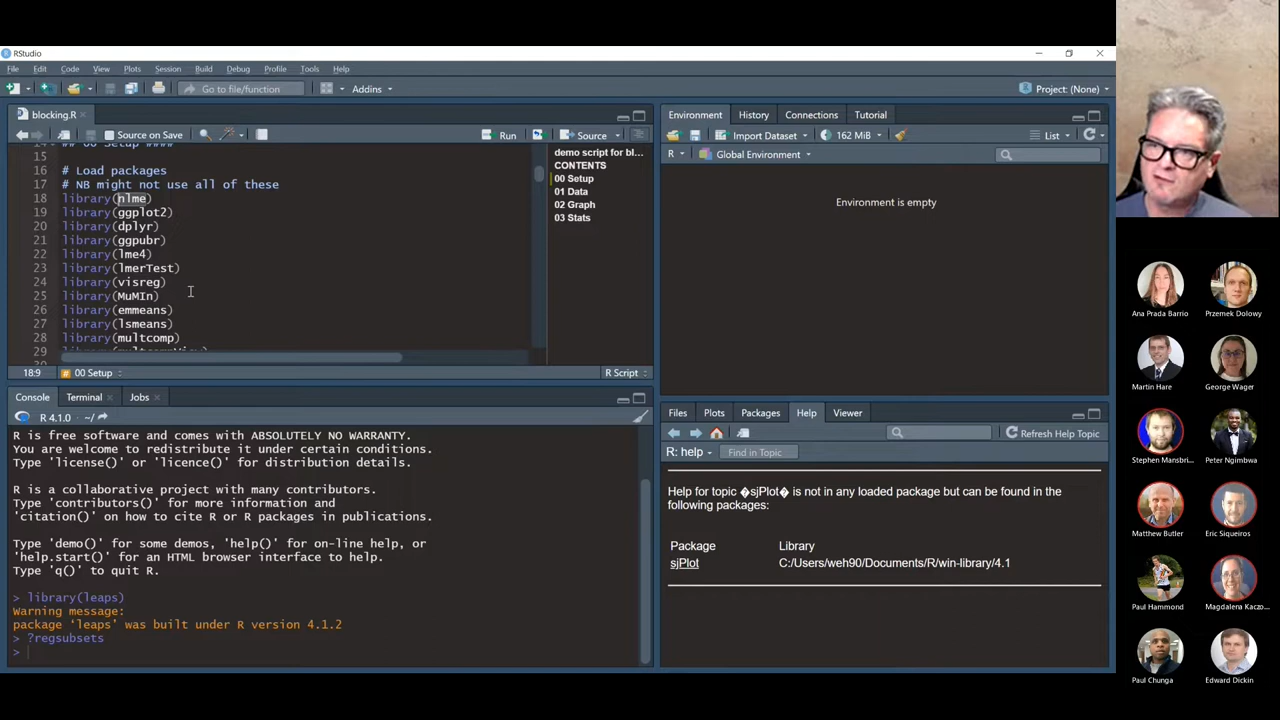 RStudio
File Edit Code View Plots Session Build Debug Profile Tools Help
Go to file/function Addins Project: (None)
blocking.R
Source on Save Run Source
14 ## 00 Setup ####
15
16 # Load packages
17 # NB might not use all of these
18 library(nlme)
19 library(ggplot2)
20 library(dplyr)
21 library(ggpubr)
22 library(lme4)
23 library(lmerTest)
24 library(visreg)
25 library(MuMIn)
26 library(emmeans)
27 library(lsmeans)
28 library(multcomp)
29 library(multcompView)
demo script for bl...
CONTENTS
00 Setup
01 Data
02 Graph
03 Stats
18:9 # 00 Setup R Script
Console Terminal Jobs
R 4.1.0 · ~/
R is free software and comes with ABSOLUTELY NO WARRANTY.
You are welcome to redistribute it under certain conditions.
Type 'license()' or 'licence()' for distribution details.
R is a collaborative project with many contributors.
Type 'contributors()' for more information and
'citation()' on how to cite R or R packages in publications.
Type 'demo()' for some demos, 'help()' for on-line help, or
'help.start()' for an HTML browser interface to help.
Type 'q()' to quit R.
> library(leaps)
Warning message:
package ‘leaps’ was built under R version 4.1.2
> ?regsubsets
>
Environment History Connections Tutorial
Import Dataset 162 MiB List
R Global Environment
Environment is empty
Files Plots Packages Help Viewer
Refresh Help Topic
R: help Find in Topic
Help for topic �sjPlot� is not in any loaded package but can be found in the
following packages:
Package Library
sjPlot C:/Users/weh90/Documents/R/win-library/4.1
Ana Prada Barrio
Przemek Dolowy
Martin Hare
George Wager
Stephen Mansbri...
Peter Ngimbwa
Matthew Butler
Eric Siqueiros
Paul Hammond
Magdalena Kaczo...
Paul Chunga
Edward Dickin